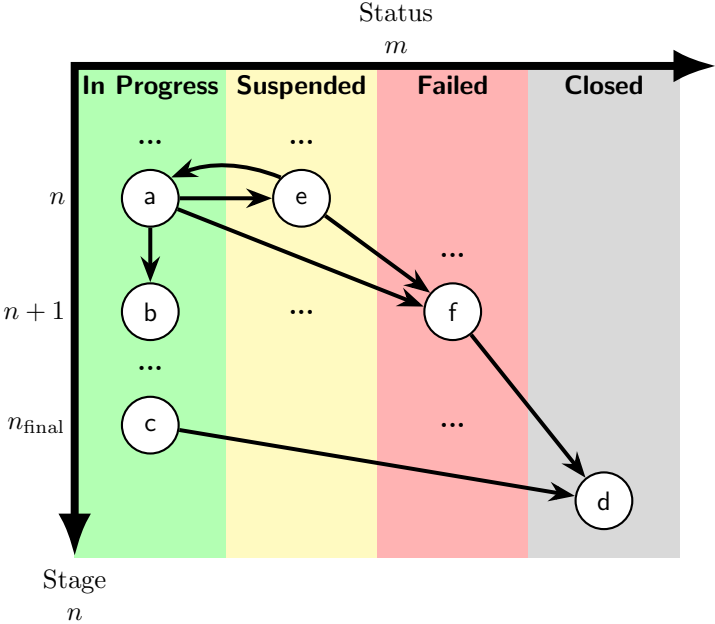 Status
m
In Progress Suspended Failed Closed
... ...
n a e
...
n + 1 b ... f
...
n_final c ...
d
Stage
n